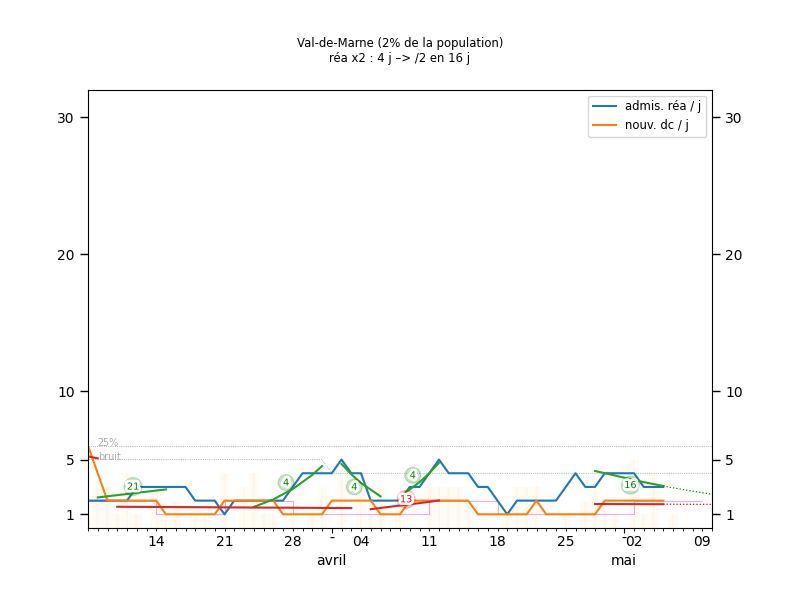 Val-de-Marne (2% de la population)
réa x2 : 4 j –> /2 en 16 j
admis. réa / j
nouv. dc / j
30 30
20 20
10 10
25%
bruit
5 5
21 4 4 4 13 16
1 1
14 21 28 04 11 18 25 02 09
avril mai